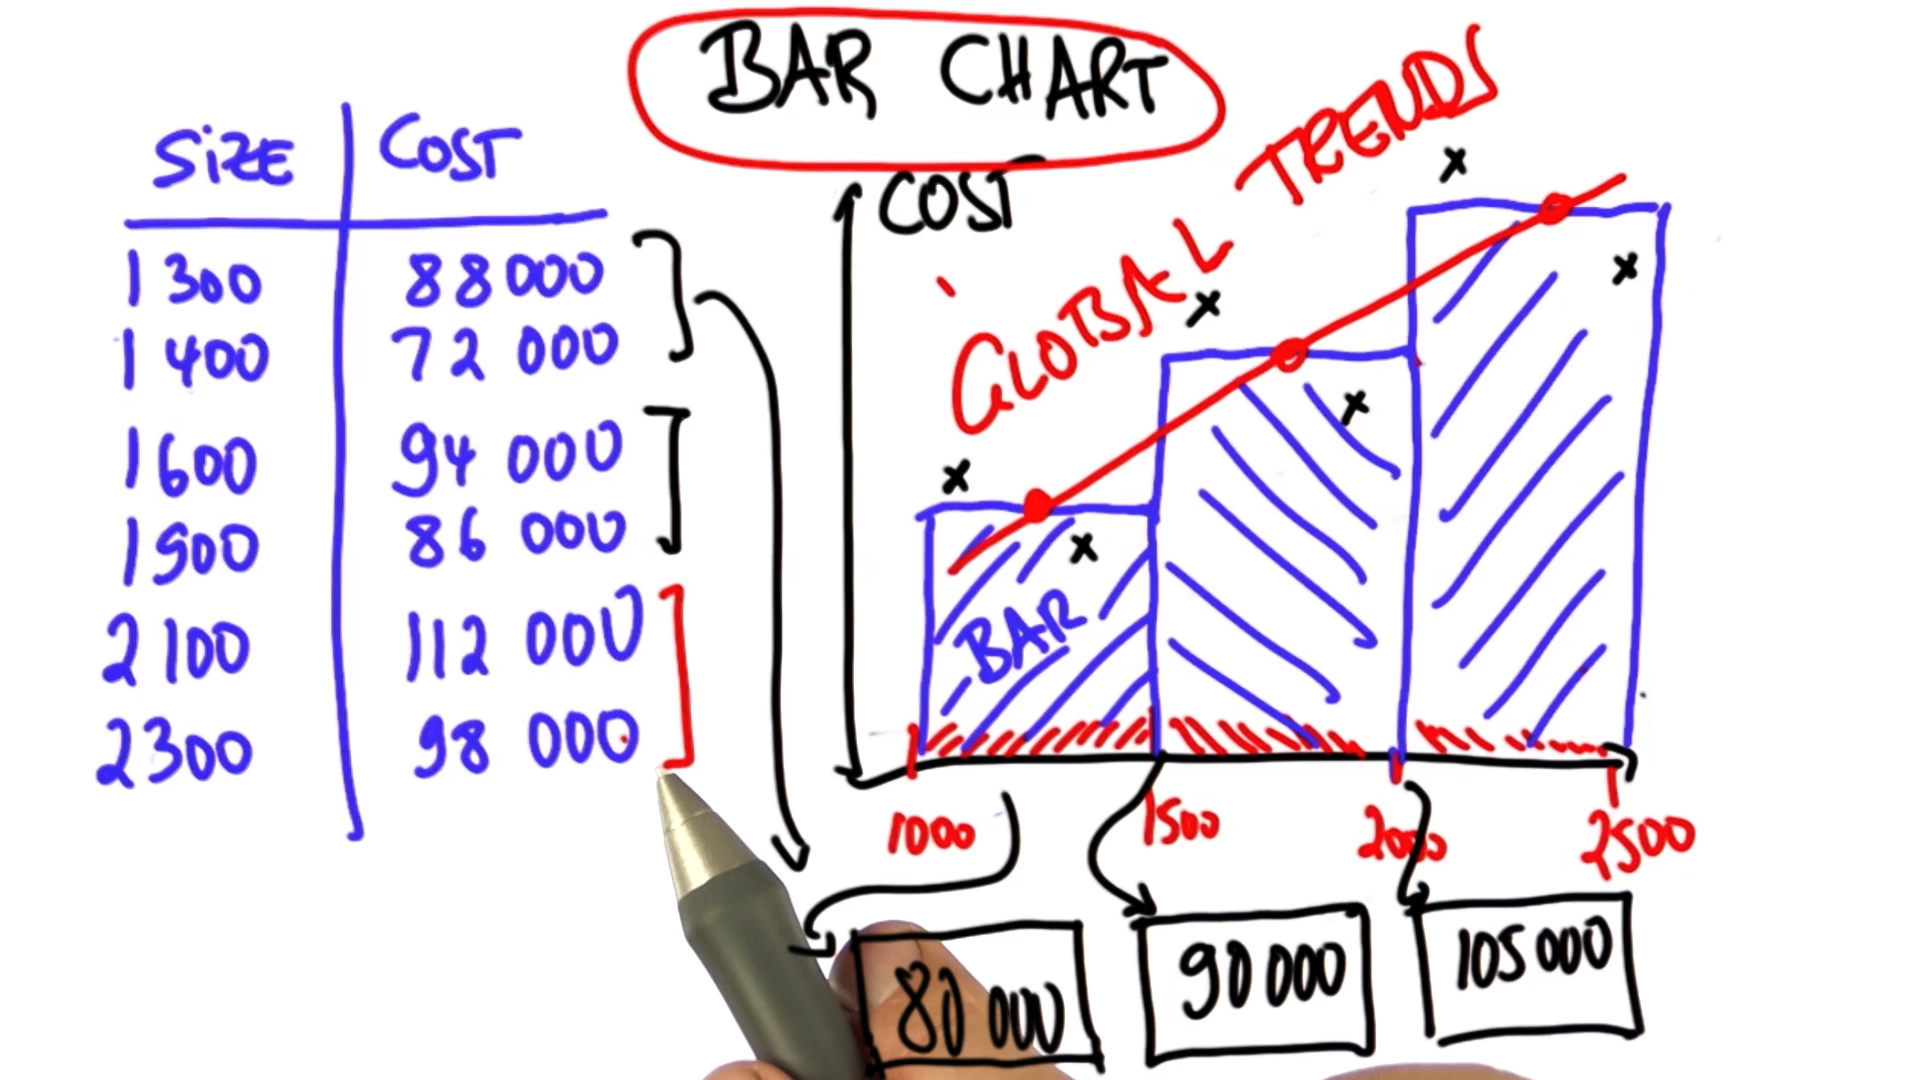 BAR CHART
SiZE COST
1300 88000
1400 72 000
1600 94 000
1900 86 000
2100 112 000
2300 98 000
COST
GLOBAL TRENDS
BAR
1000 1500 2000 2500
80 000 90 000 105 000